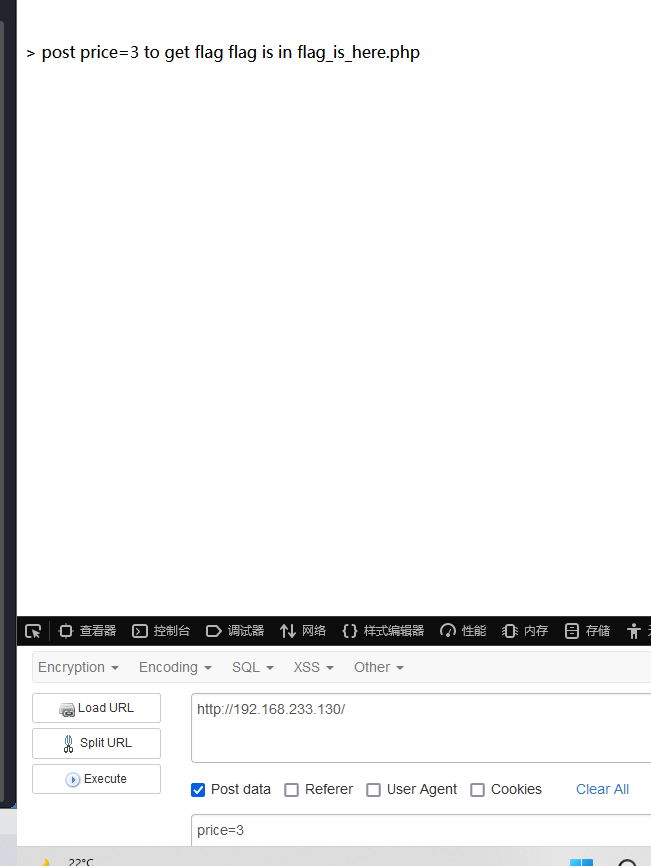 > post price=3 to get flag flag is in flag_is_here.php
查看器 控制台 调试器 网络 样式编辑器 性能 内存 存储
Encryption Encoding SQL XSS Other
Load URL http://192.168.233.130/
Split URL
Execute
Post data Referer User Agent Cookies Clear All
price=3
22°C